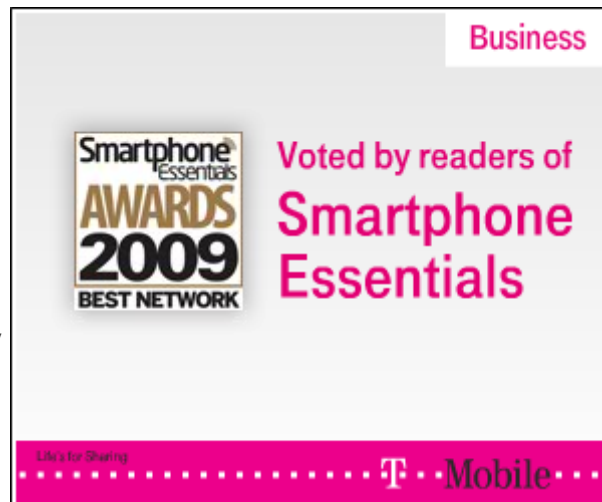 Business
Smartphone
Essentials
AWARDS
2009
BEST NETWORK
Voted by readers of
Smartphone
Essentials
Life's for Sharing
T Mobile